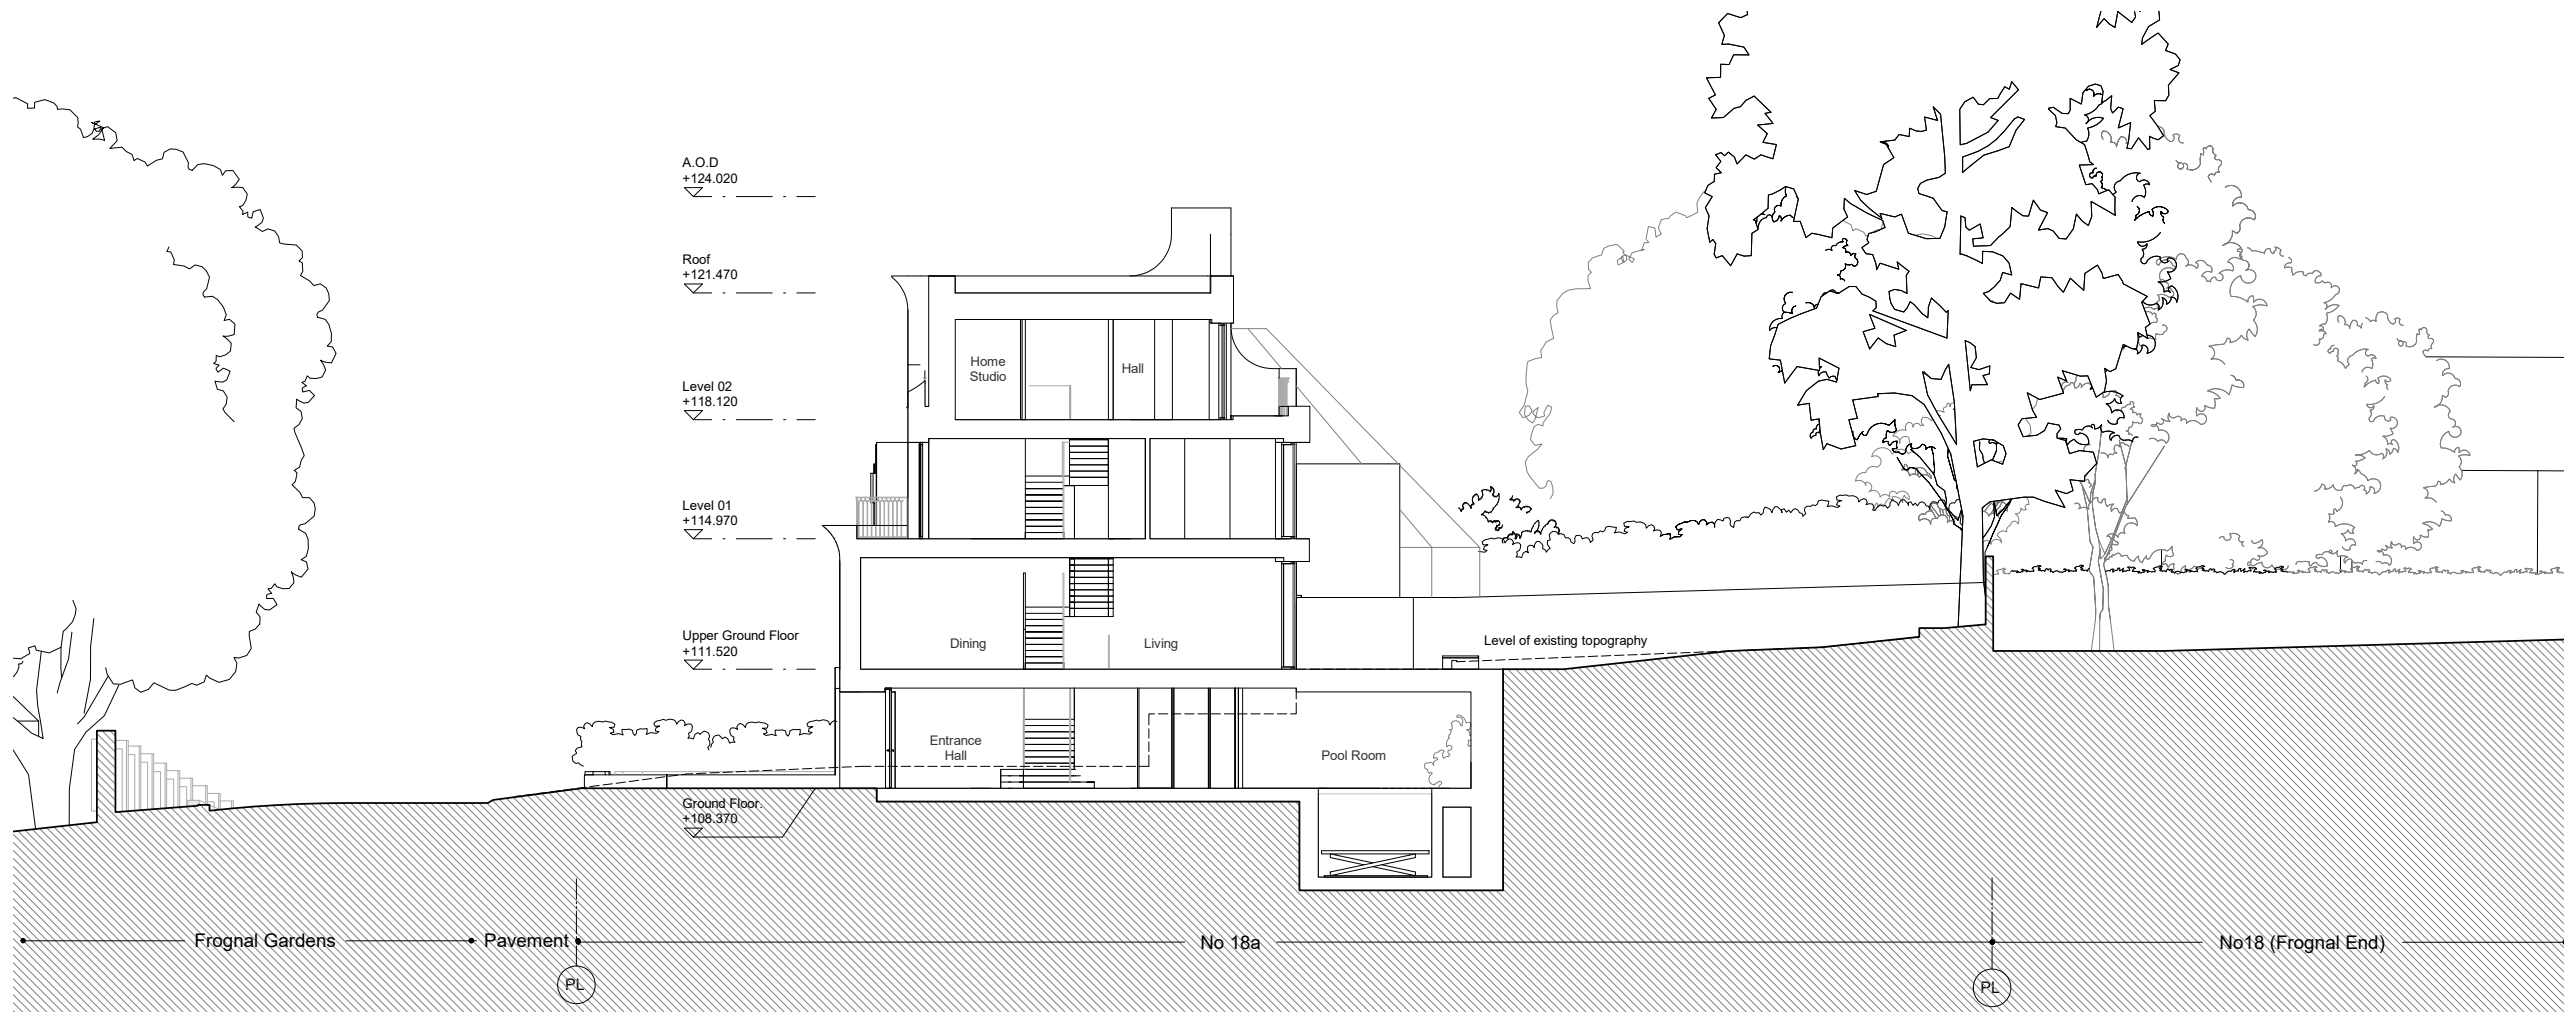 A.O.D
+124.020
Roof
+121.470
Home
Studio
Hall
Level 02
+118.120
Level 01
+114.970
Upper Ground Floor
+111.520
Dining
Living
Level of existing topography
Entrance
Hall
Pool Room
Ground Floor.
+108.370
Frognal Gardens
Pavement
No 18a
No18 (Frognal End)
PL
PL